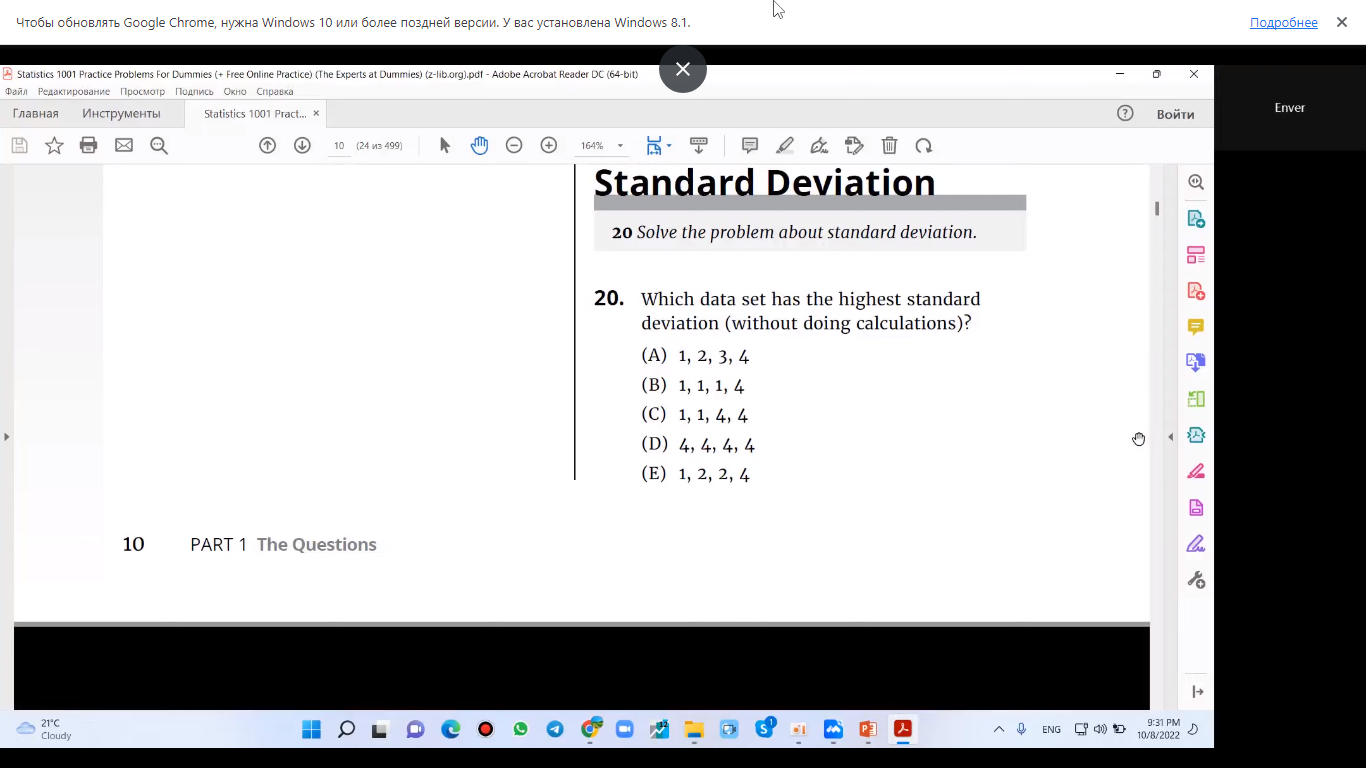 Чтобы обновлять Google Chrome, нужна Windows 10 или более поздней версии. У вас установлена Windows 8.1.
Подробнее
Statistics 1001 Practice Problems For Dummies (+ Free Online Practice) (The Experts at Dummies) (z-lib.org).pdf - Adobe Acrobat Reader DC (64-bit)
Файл Редактирование Просмотр Подпись Окно Справка
Enver
Главная Инструменты Statistics 1001 Pract... × Войти
10 (24 из 499) 164%
Standard Deviation
20 Solve the problem about standard deviation.
20. Which data set has the highest standard
deviation (without doing calculations)?
(A) 1, 2, 3, 4
(B) 1, 1, 1, 4
(C) 1, 1, 4, 4
(D) 4, 4, 4, 4
(E) 1, 2, 2, 4
10 PART 1 The Questions
21°C
Cloudy
ENG
9:31 PM
10/8/2022